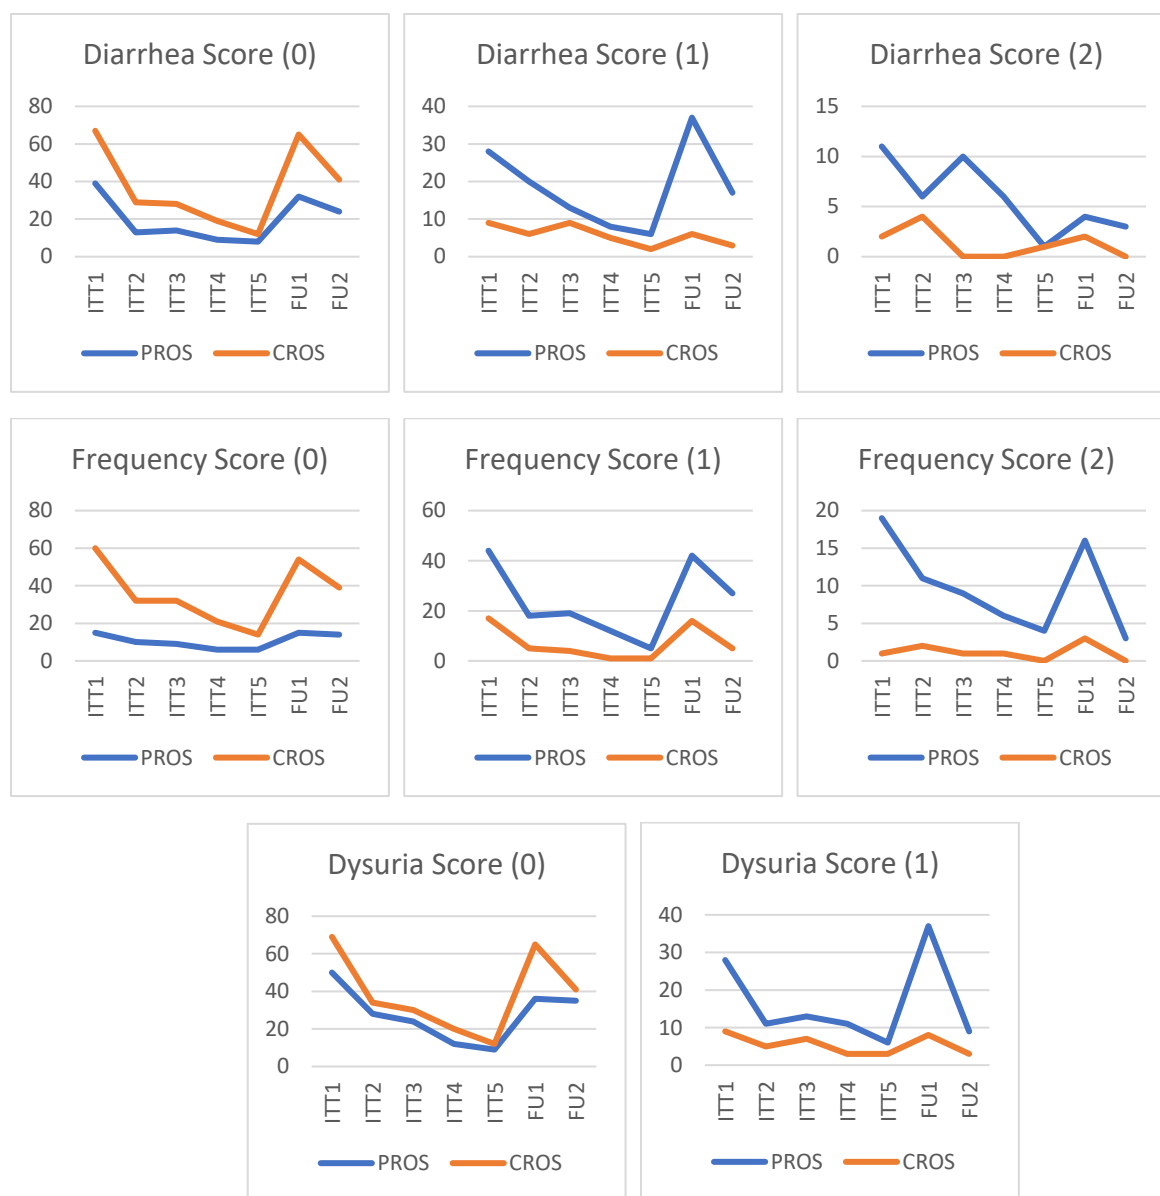 Diarrhea Score (0)
80
60
40
20
0
ITT1
ITT2
ITT3
ITT4
ITT5
FU1
FU2
PROS CROS
Diarrhea Score (1)
40
30
20
10
0
ITT1
ITT2
ITT3
ITT4
ITT5
FU1
FU2
PROS CROS
Diarrhea Score (2)
15
10
5
0
ITT1
ITT2
ITT3
ITT4
ITT5
FU1
FU2
PROS CROS
Frequency Score (0)
80
60
40
20
0
ITT1
ITT2
ITT3
ITT4
ITT5
FU1
FU2
PROS CROS
Frequency Score (1)
60
40
20
0
ITT1
ITT2
ITT3
ITT4
ITT5
FU1
FU2
PROS CROS
Frequency Score (2)
20
15
10
5
0
ITT1
ITT2
ITT3
ITT4
ITT5
FU1
FU2
PROS CROS
Dysuria Score (0)
80
60
40
20
0
ITT1
ITT2
ITT3
ITT4
ITT5
FU1
FU2
PROS CROS
Dysuria Score (1)
40
30
20
10
0
ITT1
ITT2
ITT3
ITT4
ITT5
FU1
FU2
PROS CROS